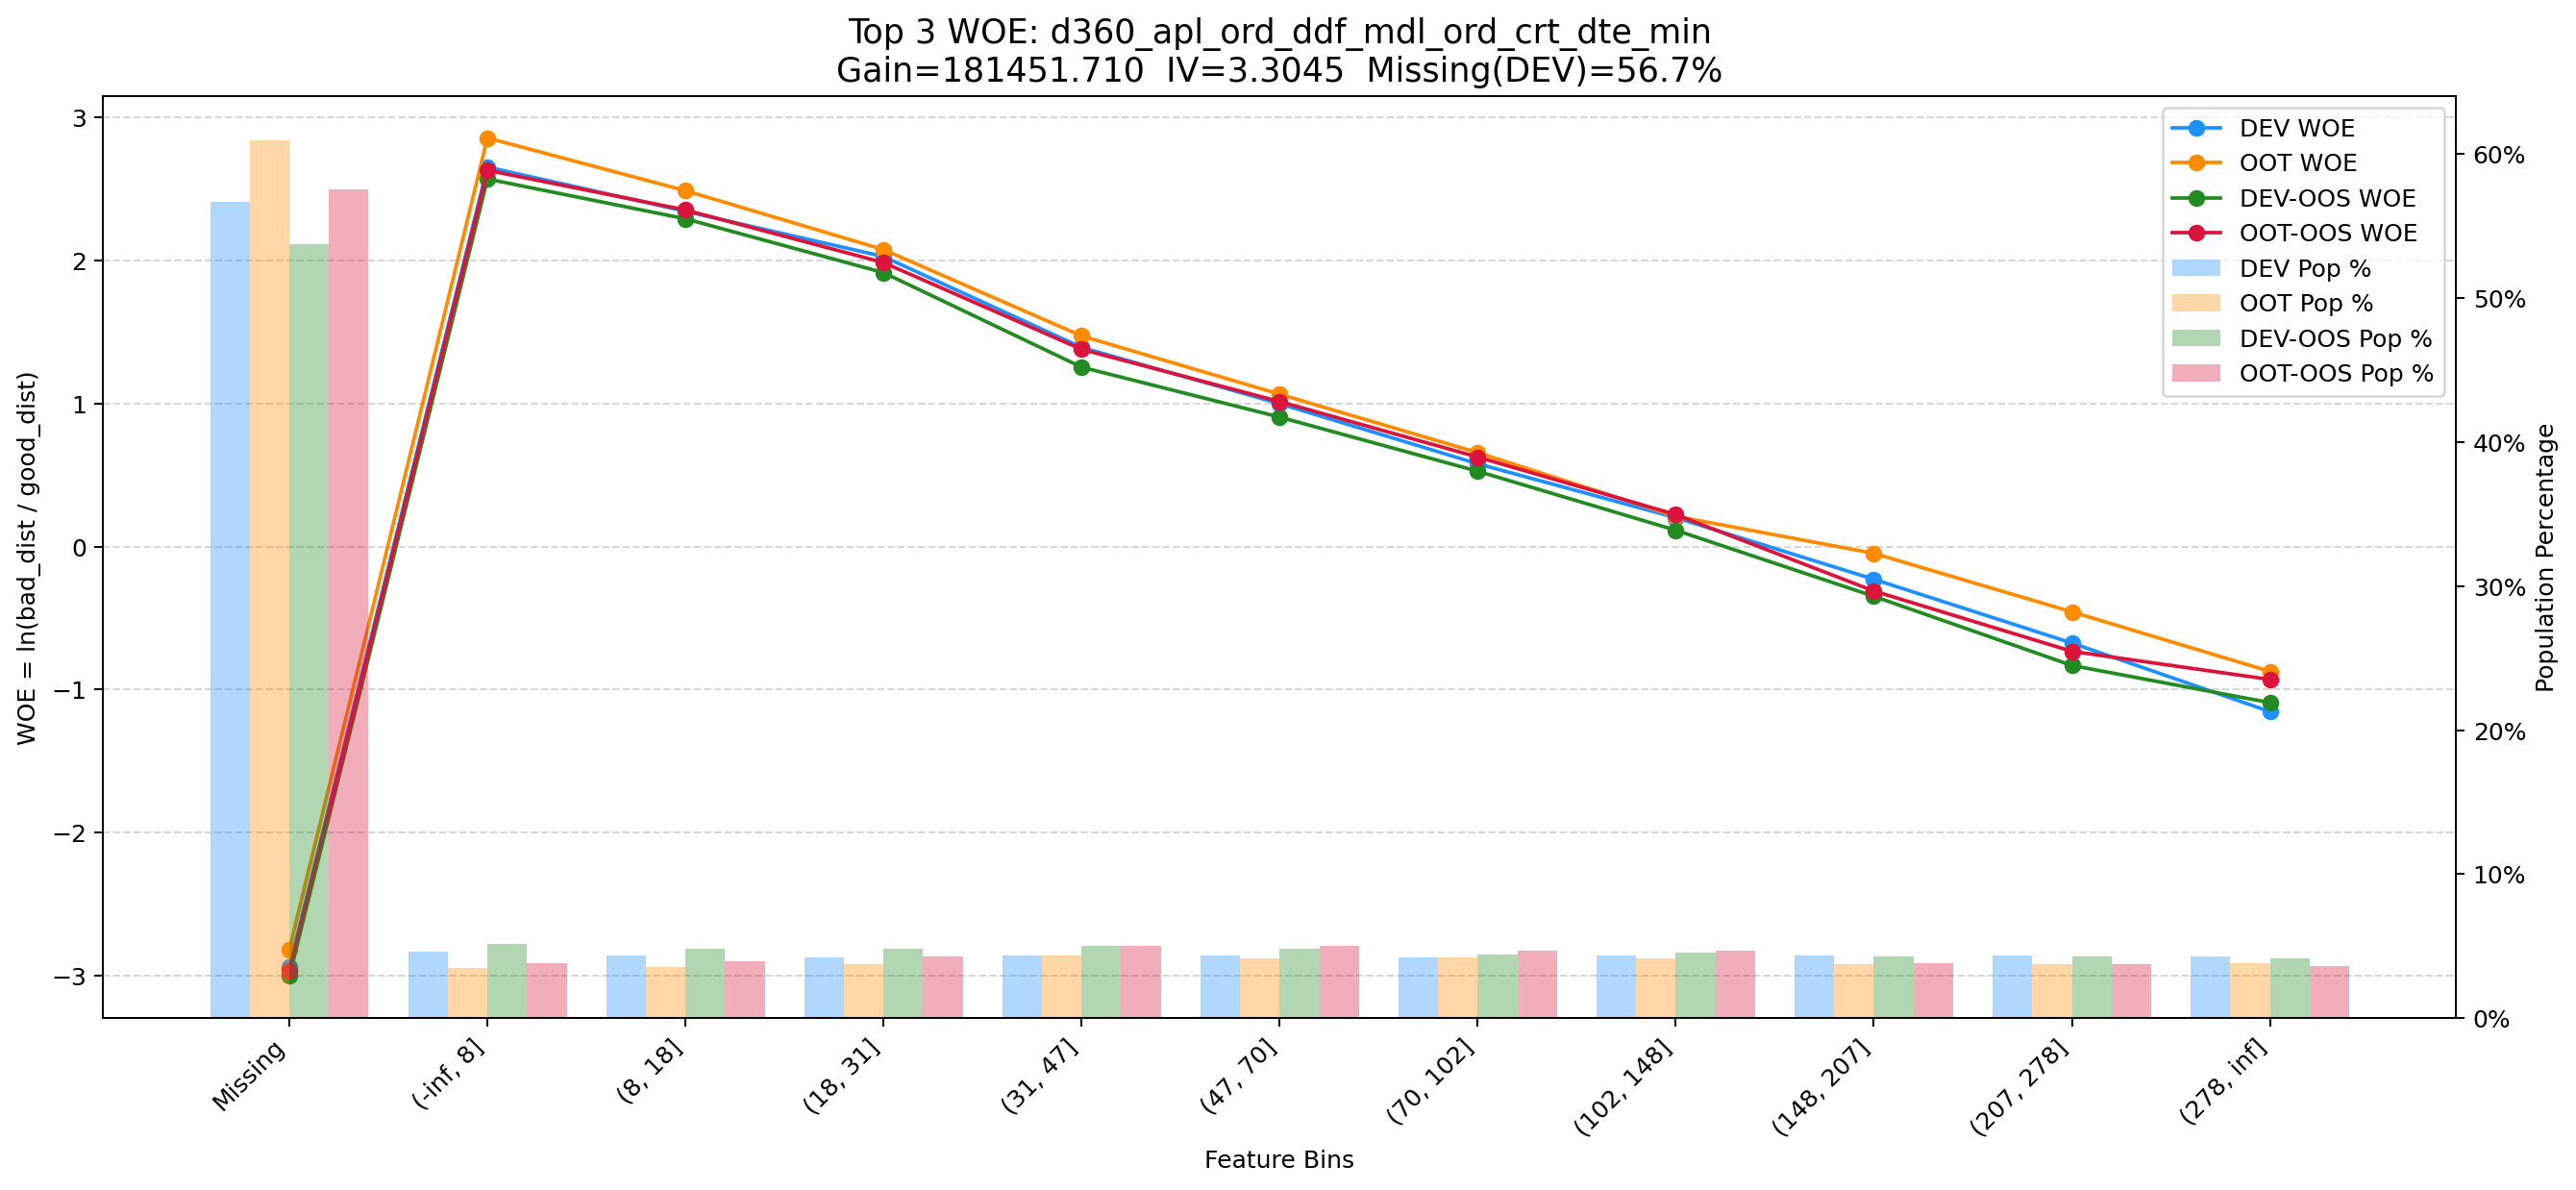 Top 3 WOE: d360_apl_ord_ddf_mdl_ord_crt_dte_min
Gain=181451.710  IV=3.3045  Missing(DEV)=56.7%
WOE = ln(bad_dist / good_dist)
3
2
1
0
−1
−2
−3
DEV WOE
OOT WOE
DEV-OOS WOE
OOT-OOS WOE
DEV Pop %
OOT Pop %
DEV-OOS Pop %
OOT-OOS Pop %
60%
50%
40%
30%
20%
10%
0%
Population Percentage
Missing
(-inf, 8]
(8, 18]
(18, 31]
(31, 47]
(47, 70]
(70, 102]
(102, 148]
(148, 207]
(207, 278]
(278, inf]
Feature Bins